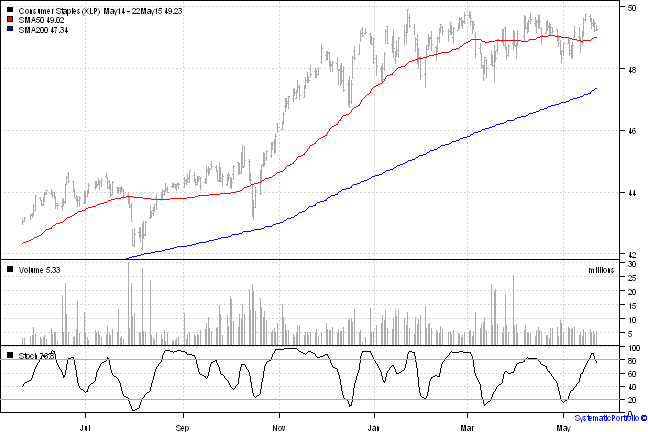 Consumer Staples (XLP) May14 - 22May15 49.23
SMA50 49.02
SMA200 47.34
50
48
46
44
42
Volume 5.33
millions
30
25
20
15
10
5
Stoch
100
80
60
40
20
0
Jul
Sep
Nov
Jan
Mar
May
SystematicPortfolio ©